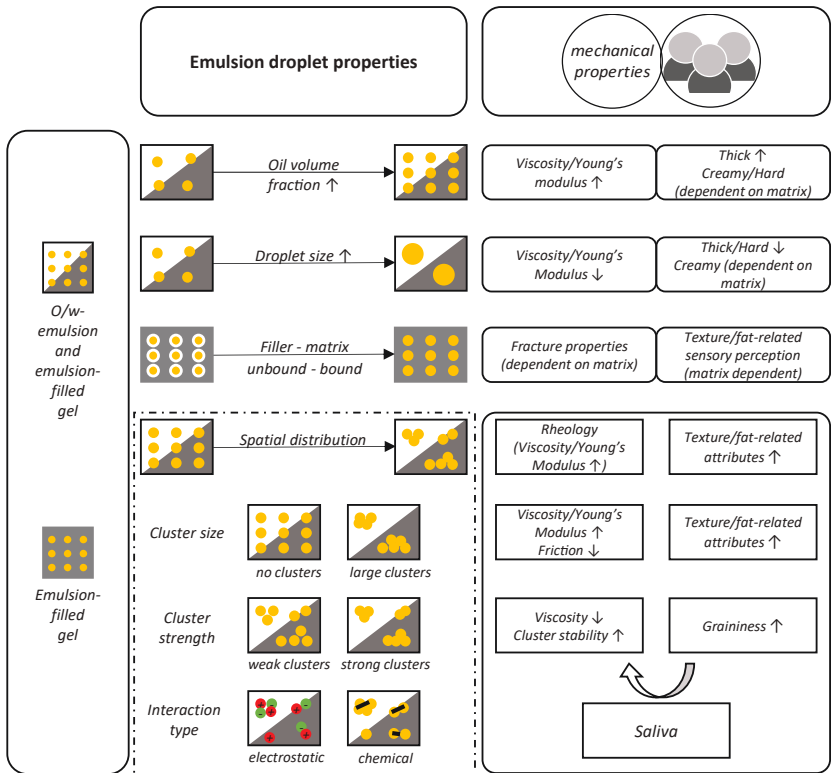 Emulsion droplet properties
mechanical
properties
Oil volume
fraction ↑
Viscosity/Young's
modulus ↑
Thick ↑
Creamy/Hard
(dependent on matrix)
O/w-
emulsion
and
emulsion-
filled
gel
Droplet size ↑
Viscosity/Young's
Modulus ↓
Thick/Hard ↓
Creamy (dependent on
matrix)
Filler - matrix
unbound - bound
Fracture properties
(dependent on matrix)
Texture/fat-related
sensory perception
(matrix dependent)
Spatial distribution
Rheology
(Viscosity/Young's
Modulus ↑)
Texture/fat-related
attributes ↑
Emulsion-
filled
gel
Cluster size
no clusters
large clusters
Viscosity/Young's
Modulus ↑
Friction ↓
Texture/fat-related
attributes ↑
Cluster
strength
weak clusters
strong clusters
Viscosity ↓
Cluster stability ↑
Graininess ↑
Interaction
type
+
-
-
+
+
-
+
-
+
electrostatic
chemical
Saliva